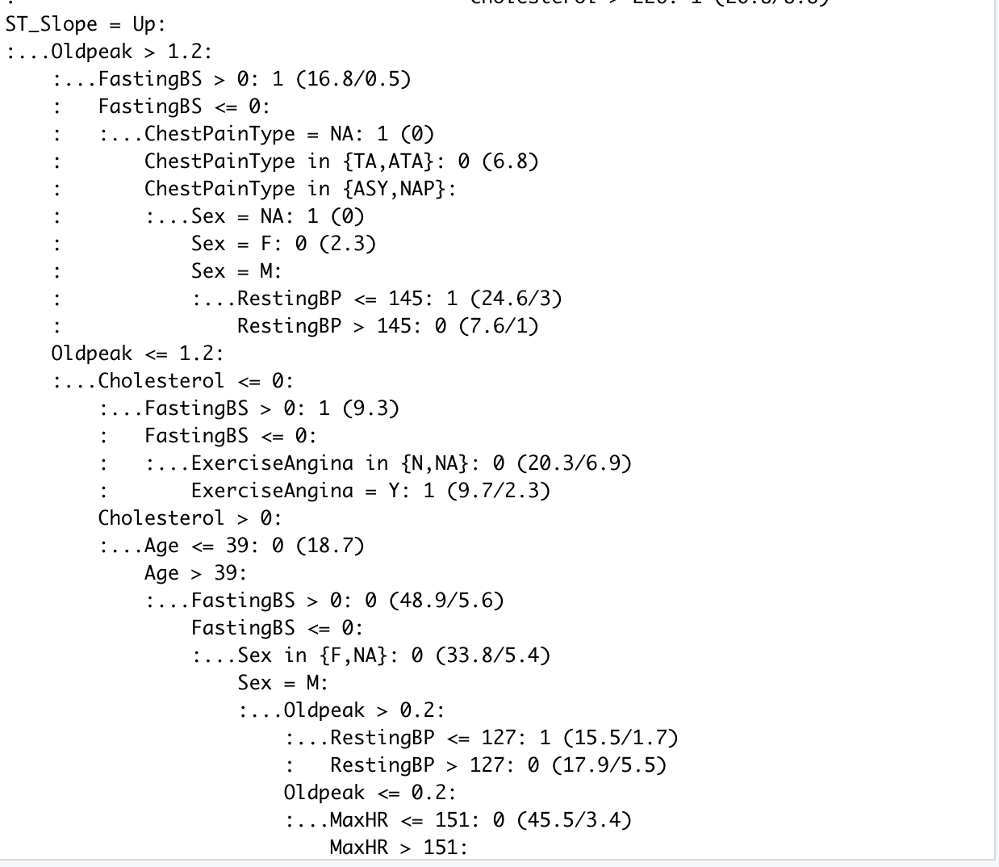 ST_Slope = Up:
:...Oldpeak > 1.2:
    :...FastingBS > 0: 1 (16.8/0.5)
    :   FastingBS <= 0:
    :   :...ChestPainType = NA: 1 (0)
    :       ChestPainType in {TA,ATA}: 0 (6.8)
    :       ChestPainType in {ASY,NAP}:
    :       :...Sex = NA: 1 (0)
    :           Sex = F: 0 (2.3)
    :           Sex = M:
    :           :...RestingBP <= 145: 1 (24.6/3)
    :               RestingBP > 145: 0 (7.6/1)
    Oldpeak <= 1.2:
    :...Cholesterol <= 0:
        :...FastingBS > 0: 1 (9.3)
        :   FastingBS <= 0:
        :   :...ExerciseAngina in {N,NA}: 0 (20.3/6.9)
        :       ExerciseAngina = Y: 1 (9.7/2.3)
        Cholesterol > 0:
        :...Age <= 39: 0 (18.7)
            Age > 39:
            :...FastingBS > 0: 0 (48.9/5.6)
                FastingBS <= 0:
                :...Sex in {F,NA}: 0 (33.8/5.4)
                    Sex = M:
                    :...Oldpeak > 0.2:
                        :...RestingBP <= 127: 1 (15.5/1.7)
                        :   RestingBP > 127: 0 (17.9/5.5)
                        Oldpeak <= 0.2:
                        :...MaxHR <= 151: 0 (45.5/3.4)
                            MaxHR > 151: